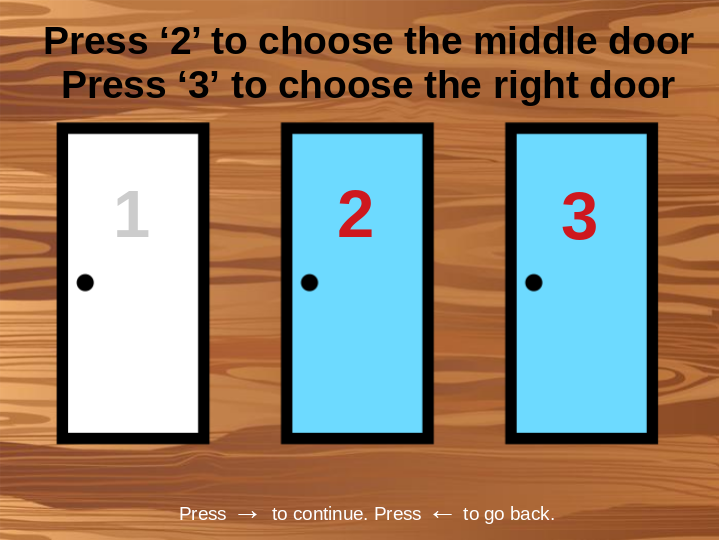 Press ‘2’ to choose the middle door
Press ‘3’ to choose the right door
1 2 3
Press → to continue. Press ← to go back.